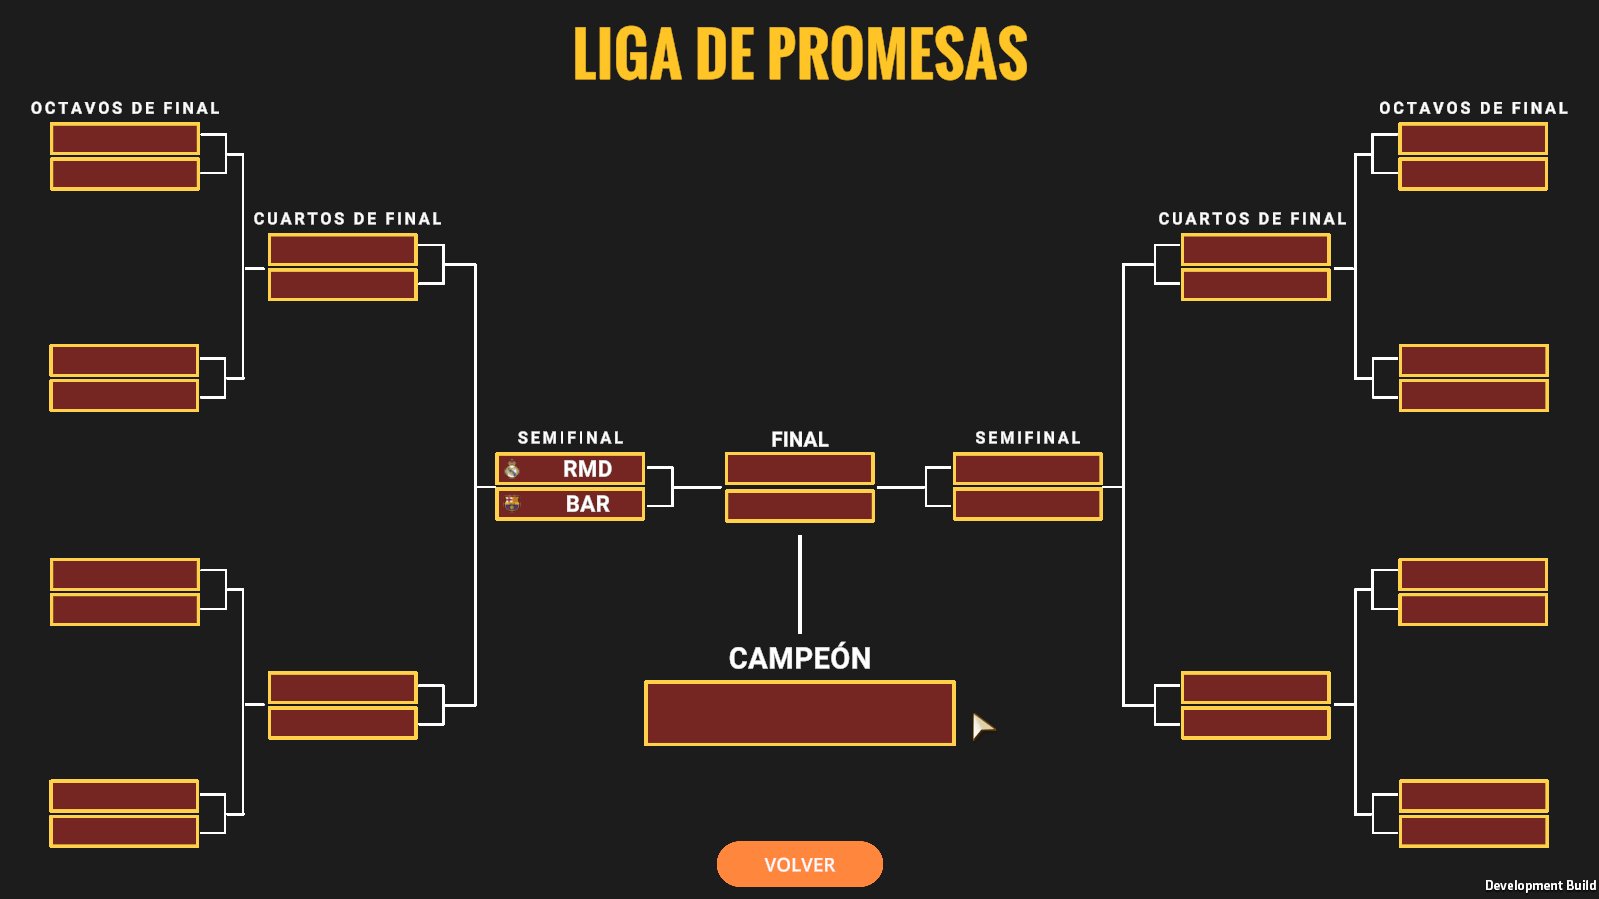 LIGA DE PROMESAS
OCTAVOS DE FINAL
OCTAVOS DE FINAL
CUARTOS DE FINAL
CUARTOS DE FINAL
SEMIFINAL
FINAL
SEMIFINAL
RMD
BAR
CAMPEÓN
VOLVER
Development Build